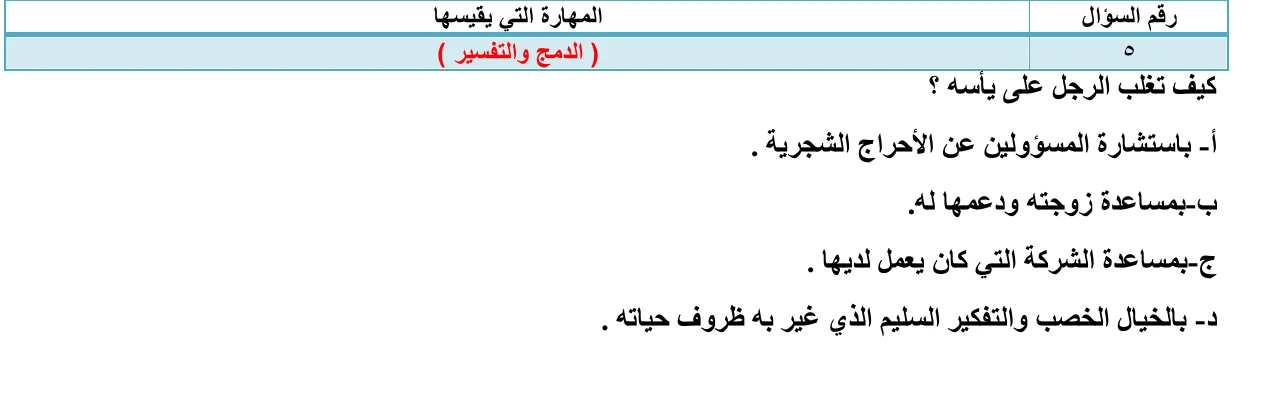 رقم السؤال المهارة التي يقيسها
٥ ( الدمج والتفسير )
كيف تغلب الرجل على يأسه ؟
أ- باستشارة المسؤولين عن الأحراج الشجرية .
ب-بمساعدة زوجته ودعمها له.
ج-بمساعدة الشركة التي كان يعمل لديها .
د- بالخيال الخصب والتفكير السليم الذي غير به ظروف حياته .